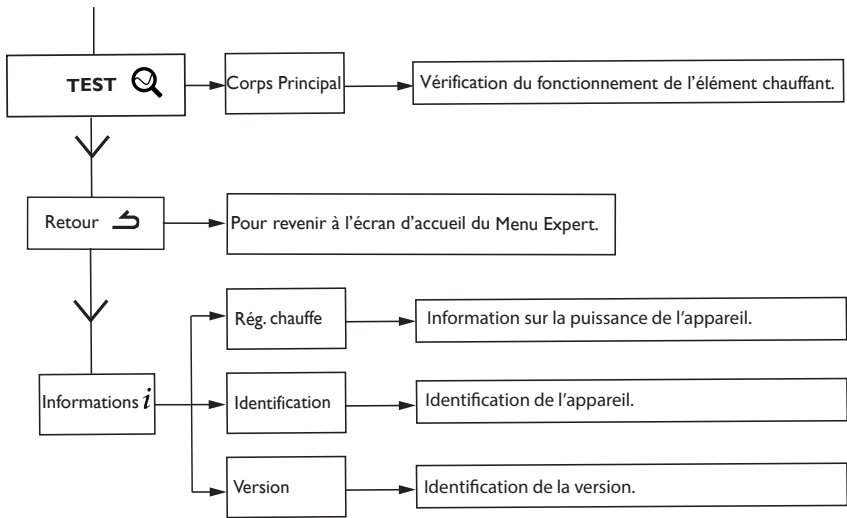 TEST
Corps Principal
Vérification du fonctionnement de l'élément chauffant.
Retour
Pour revenir à l'écran d'accueil du Menu Expert.
Informations i
Rég. chauffe
Information sur la puissance de l'appareil.
Identification
Identification de l'appareil.
Version
Identification de la version.